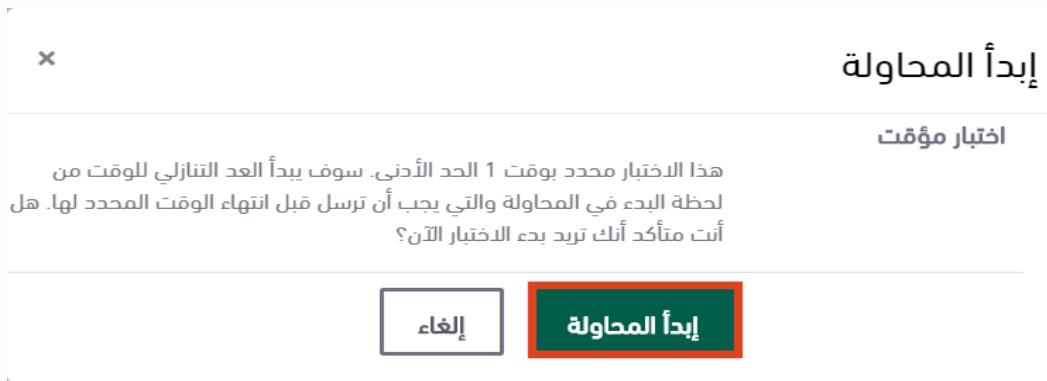 إبدأ المحاولة
×
اختبار مؤقت
هذا الاختبار محدد بوقت 1 الحد الأدنى. سوف يبدأ العد التنازلي للوقت من
لحظة البدء في المحاولة والتي يجب أن ترسل قبل انتهاء الوقت المحدد لها. هل
أنت متأكد أنك تريد بدء الاختبار الآن؟
إبدأ المحاولة
إلغاء